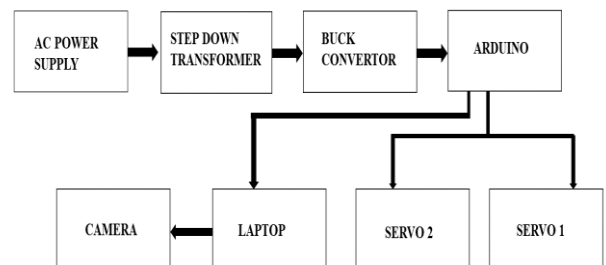 AC POWER
SUPPLY
STEP DOWN
TRANSFORMER
BUCK
CONVERTOR
ARDUINO
CAMERA
LAPTOP
SERVO 2
SERVO 1